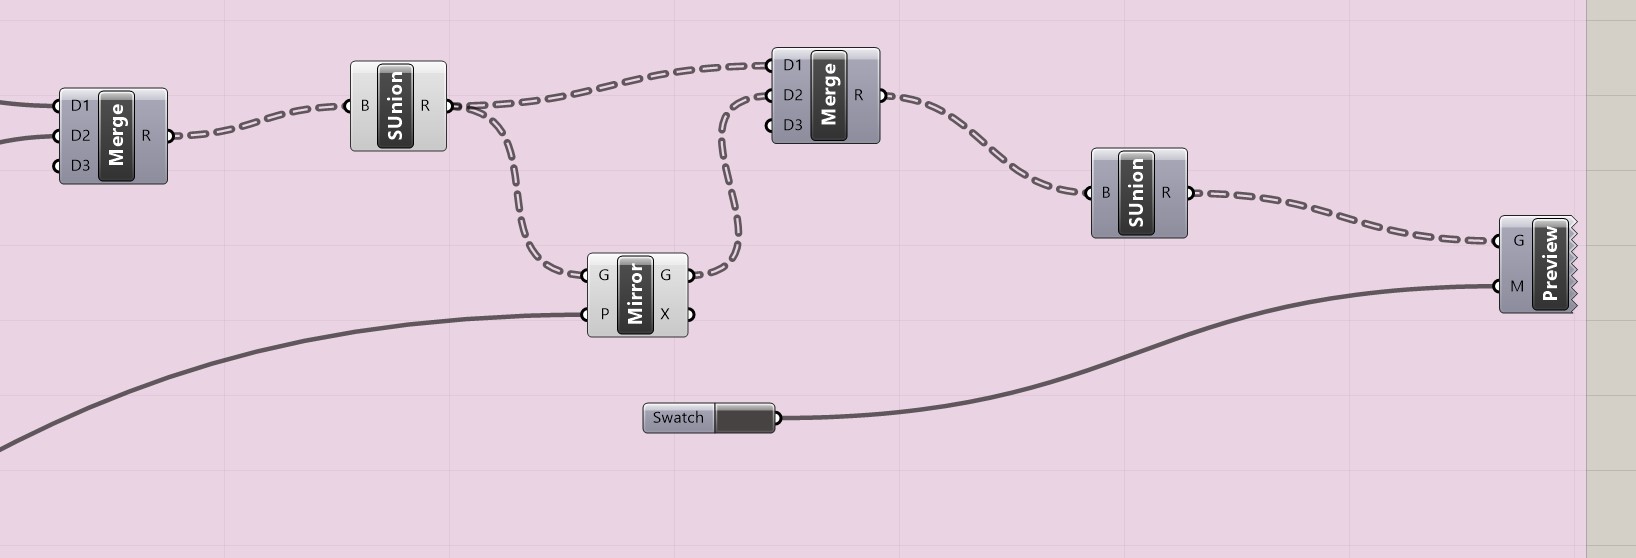 D1
D2
D3
Merge
R
B
SUnion
R
G
P
Mirror
G
X
D1
D2
D3
Merge
R
B
SUnion
R
Swatch
G
M
Preview